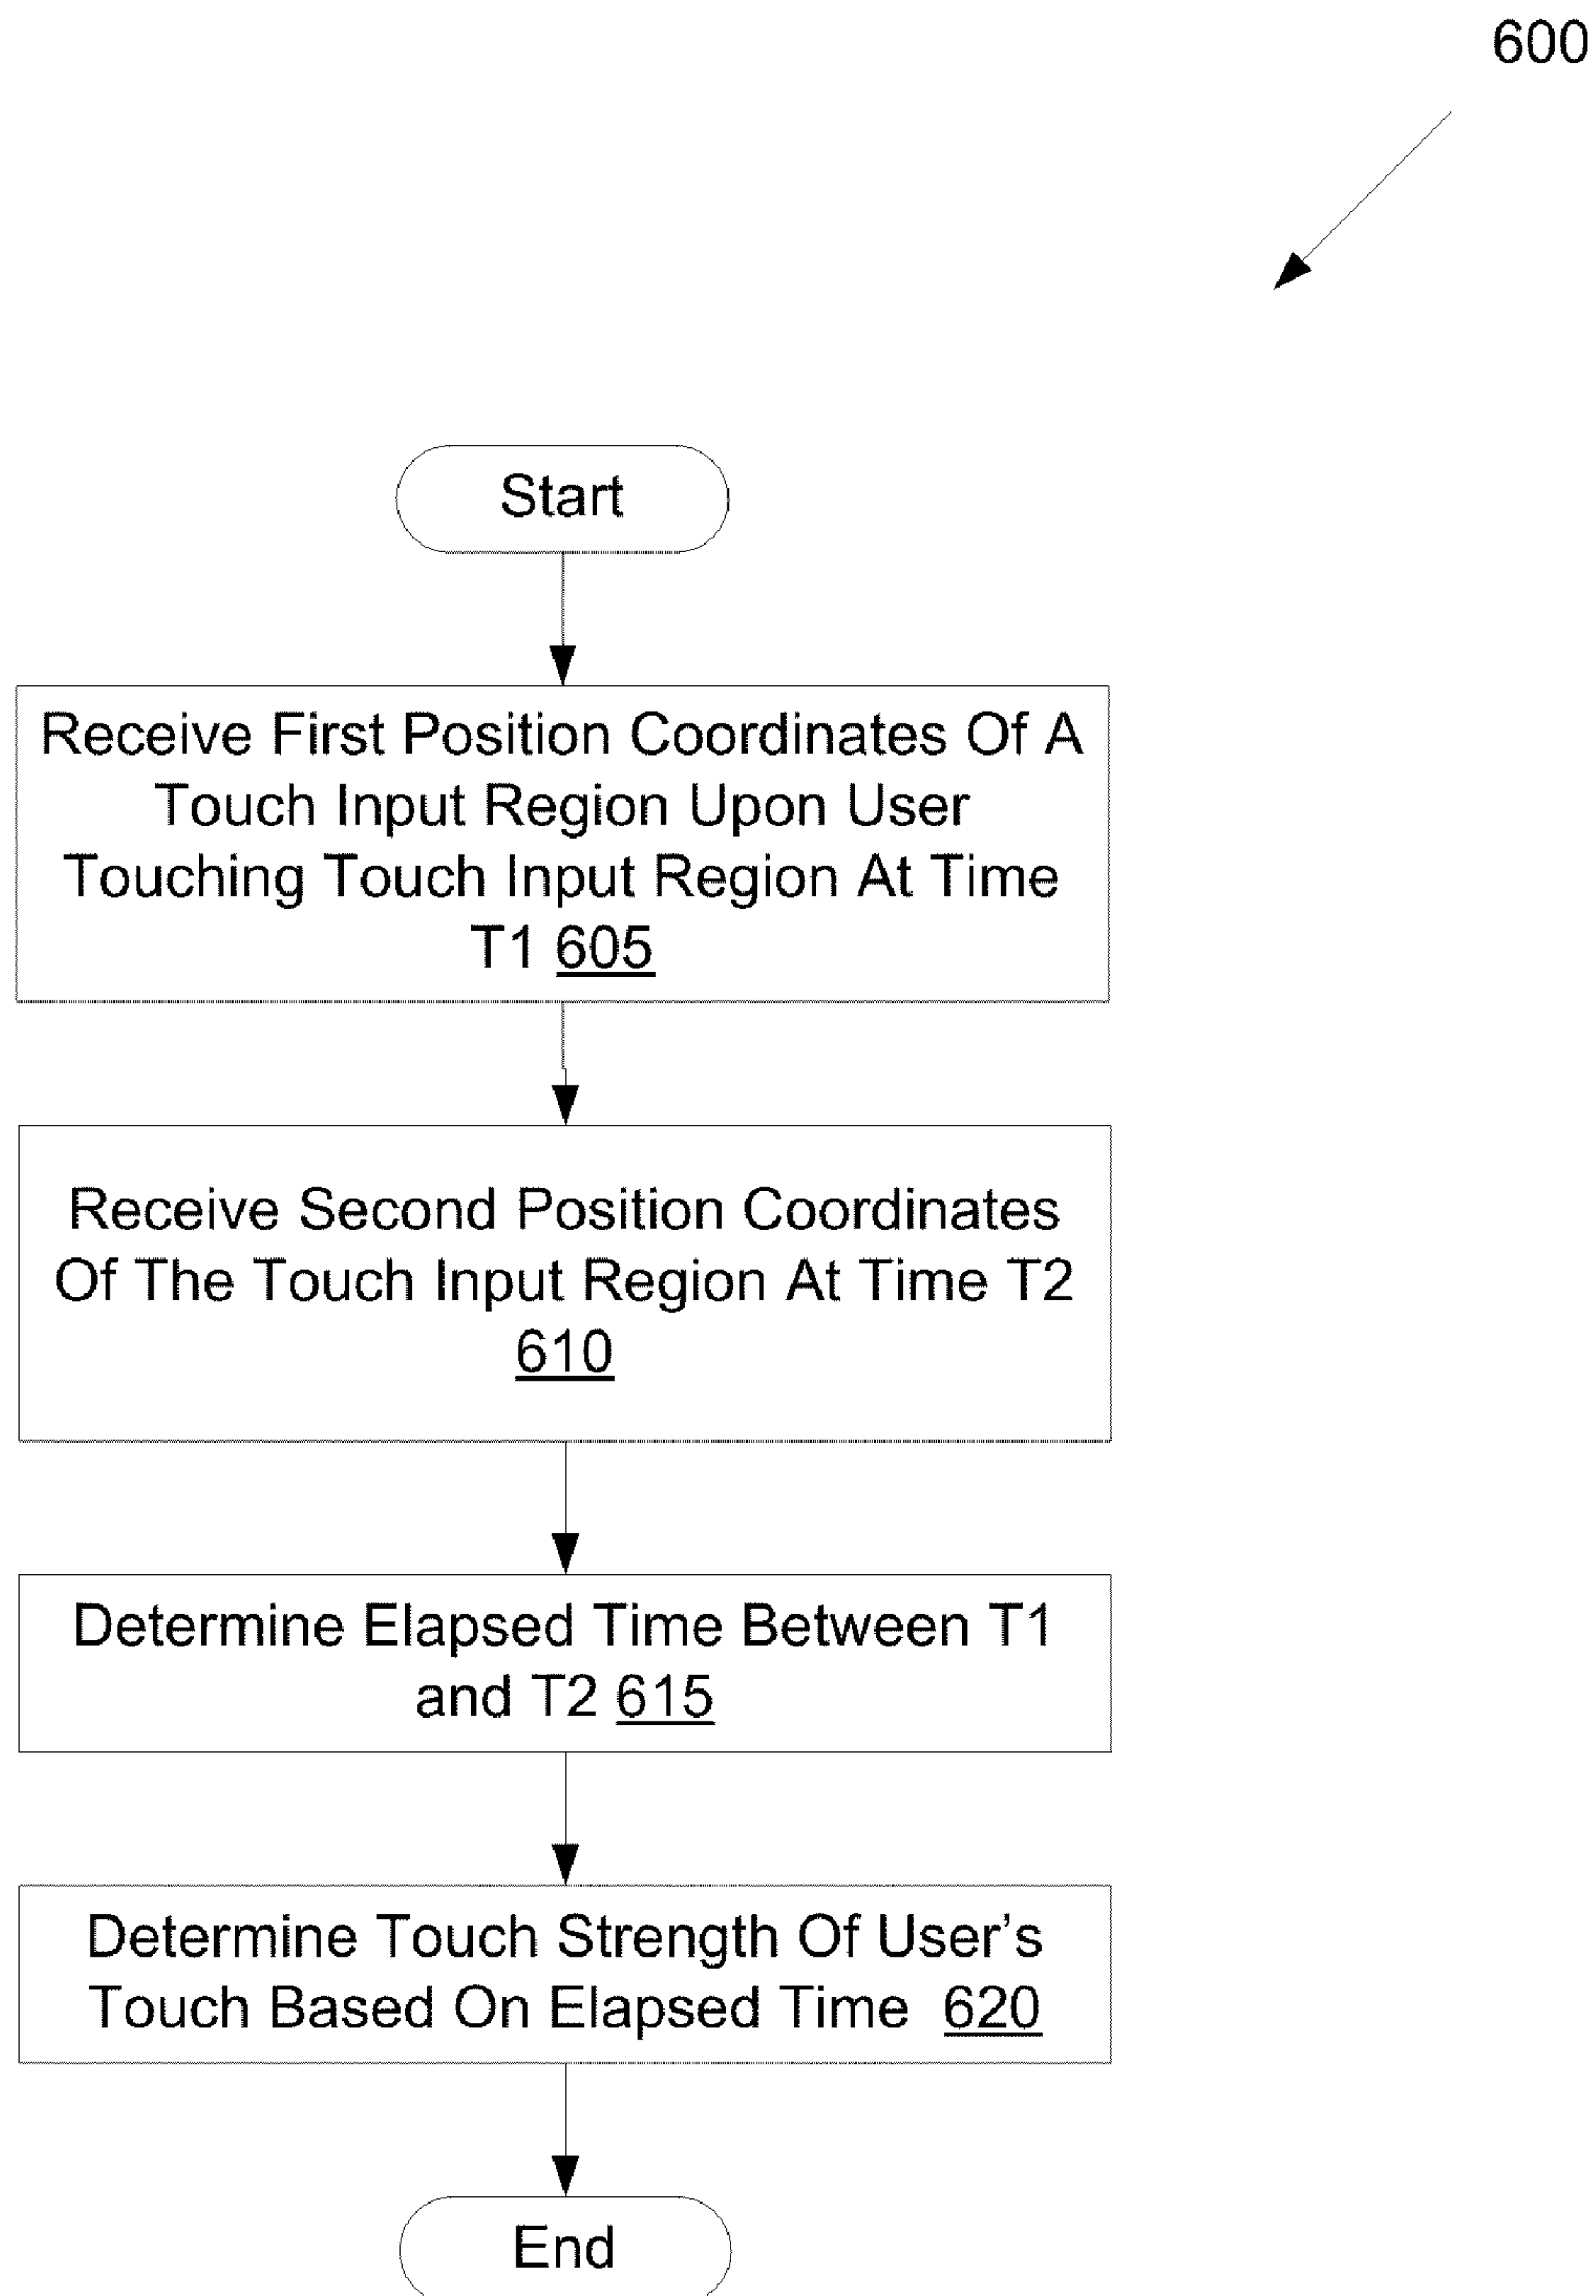 600
Start
Receive First Position Coordinates Of A
Touch Input Region Upon User
Touching Touch Input Region At Time
T1 605
Receive Second Position Coordinates
Of The Touch Input Region At Time T2
610
Determine Elapsed Time Between T1
and T2 615
Determine Touch Strength Of User's
Touch Based On Elapsed Time 620
End